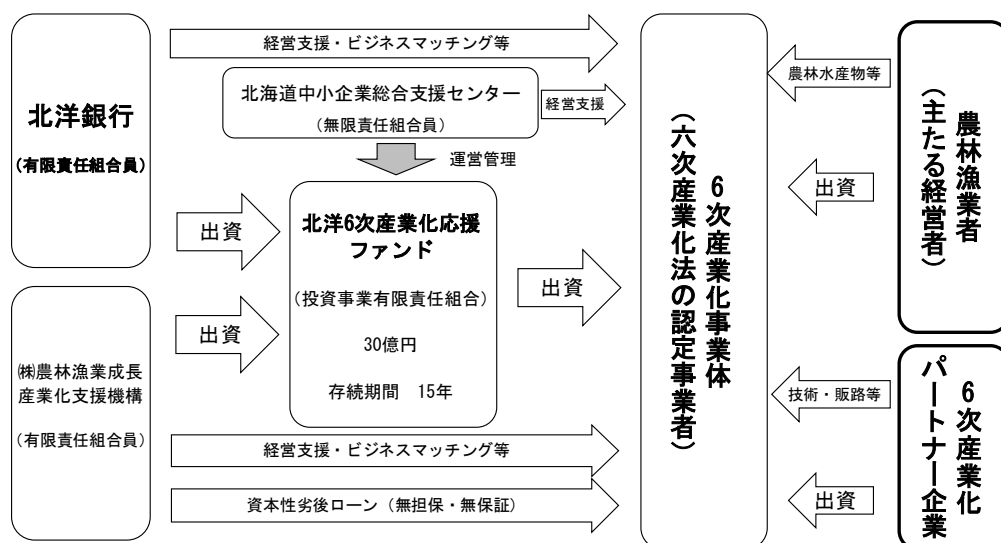 北洋銀行
(有限責任組合員)
㈱農林漁業成長
産業化支援機構
(有限責任組合員)
経営支援・ビジネスマッチング等
北海道中小企業総合支援センター
(無限責任組合員)
経営支援
運営管理
出資
出資
北洋6次産業化応援
ファンド
(投資事業有限責任組合)
30億円
存続期間 15年
出資
経営支援・ビジネスマッチング等
資本性劣後ローン（無担保・無保証）
6次産業化事業体
(六次産業化法の認定事業者)
農林水産物等
出資
技術・販路等
出資
農林漁業者
(主たる経営者)
6次産業化
パートナー企業